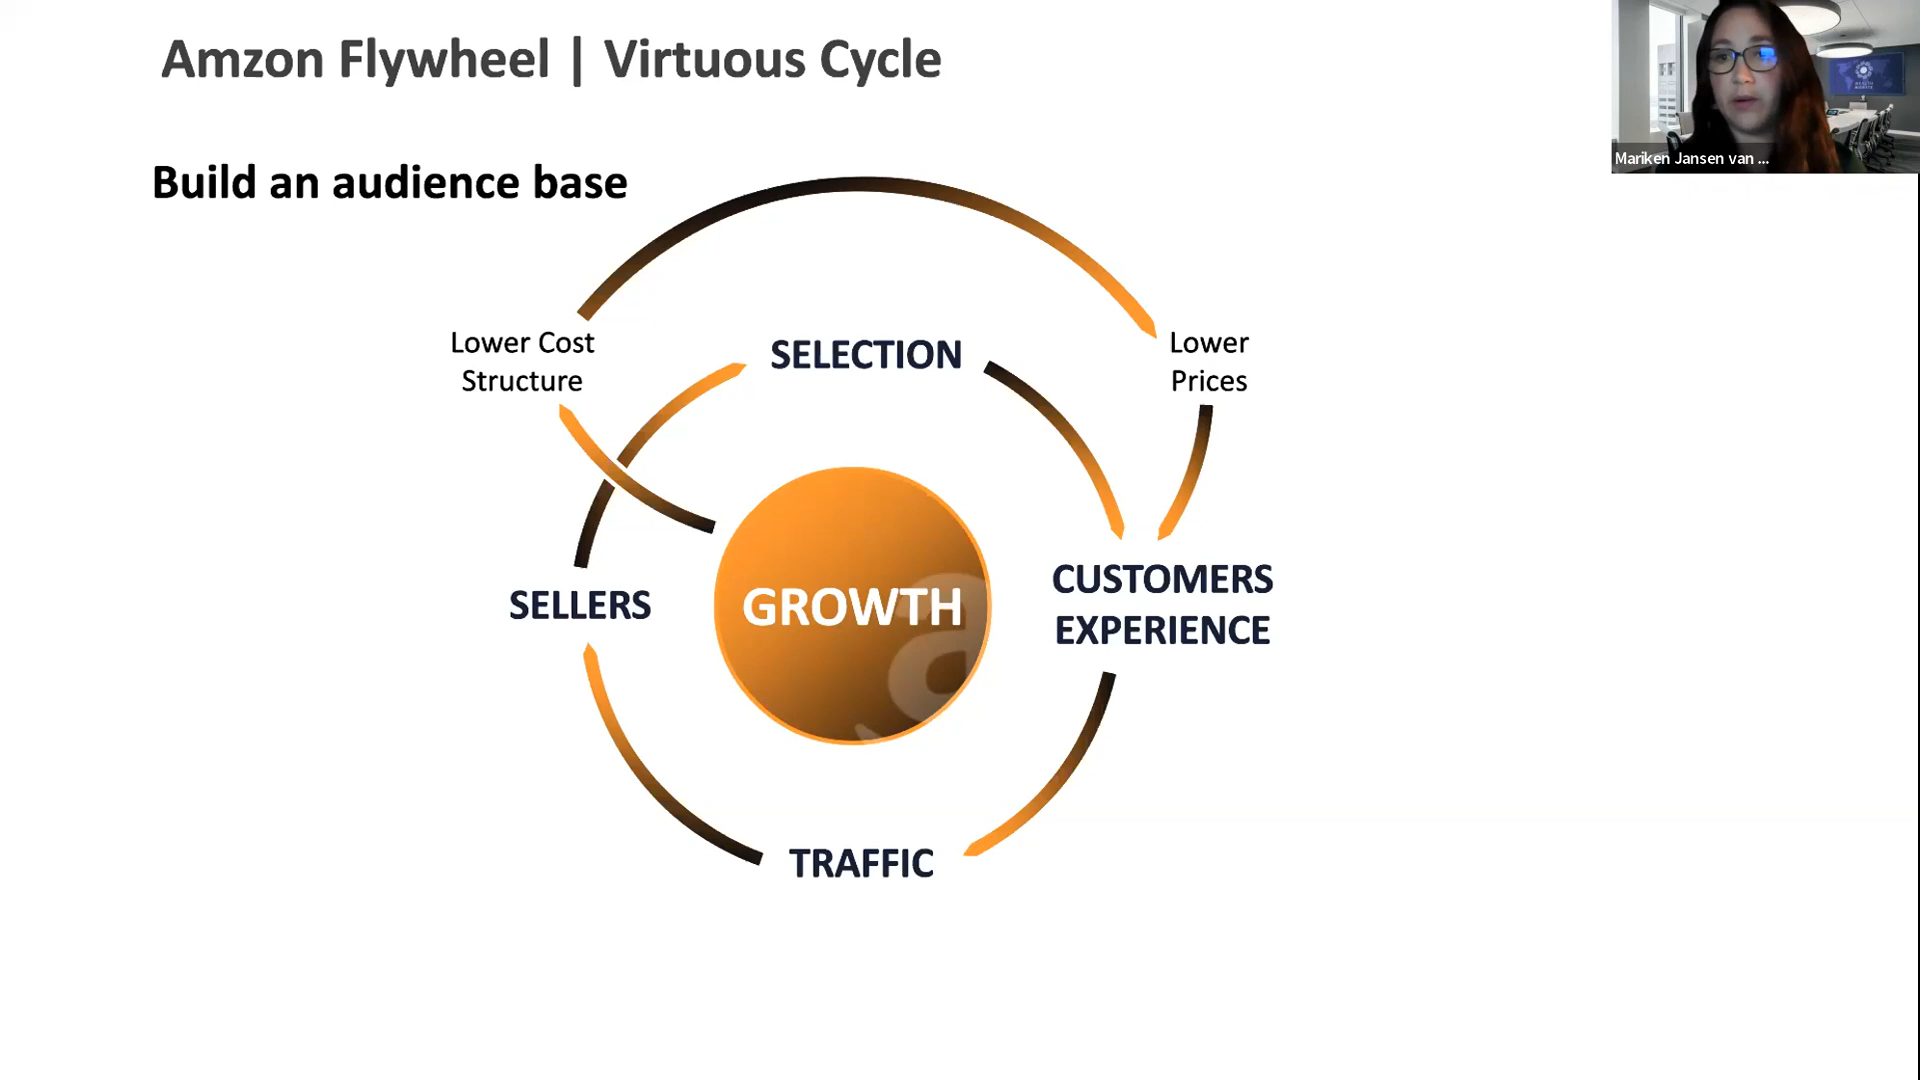 Amzon Flywheel | Virtuous Cycle
Mariken Jansen van ...
Build an audience base
Lower Cost
Structure
SELECTION
Lower
Prices
SELLERS
GROWTH
CUSTOMERS
EXPERIENCE
TRAFFIC